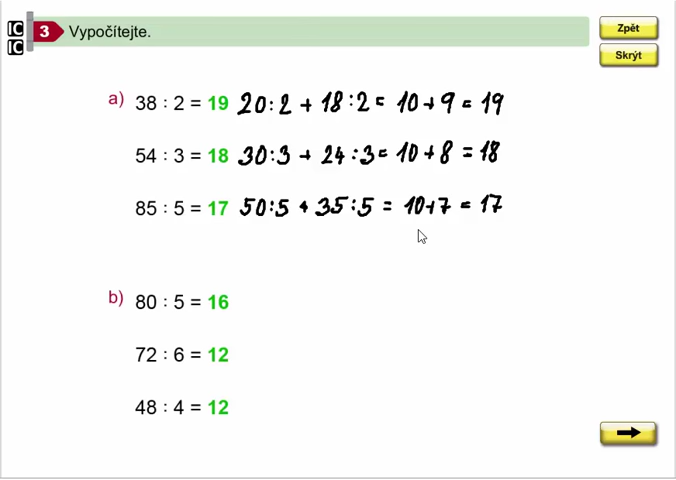 IC
IC
3 Vypočítejte.
Zpět
Skrýt
a) 38 : 2 = 19 20:2 + 18:2 = 10+9 = 19
54 : 3 = 18 30:3 + 24:3 = 10+8 = 18
85 : 5 = 17 50:5 + 35:5 = 10+7 = 17
b) 80 : 5 = 16
72 : 6 = 12
48 : 4 = 12